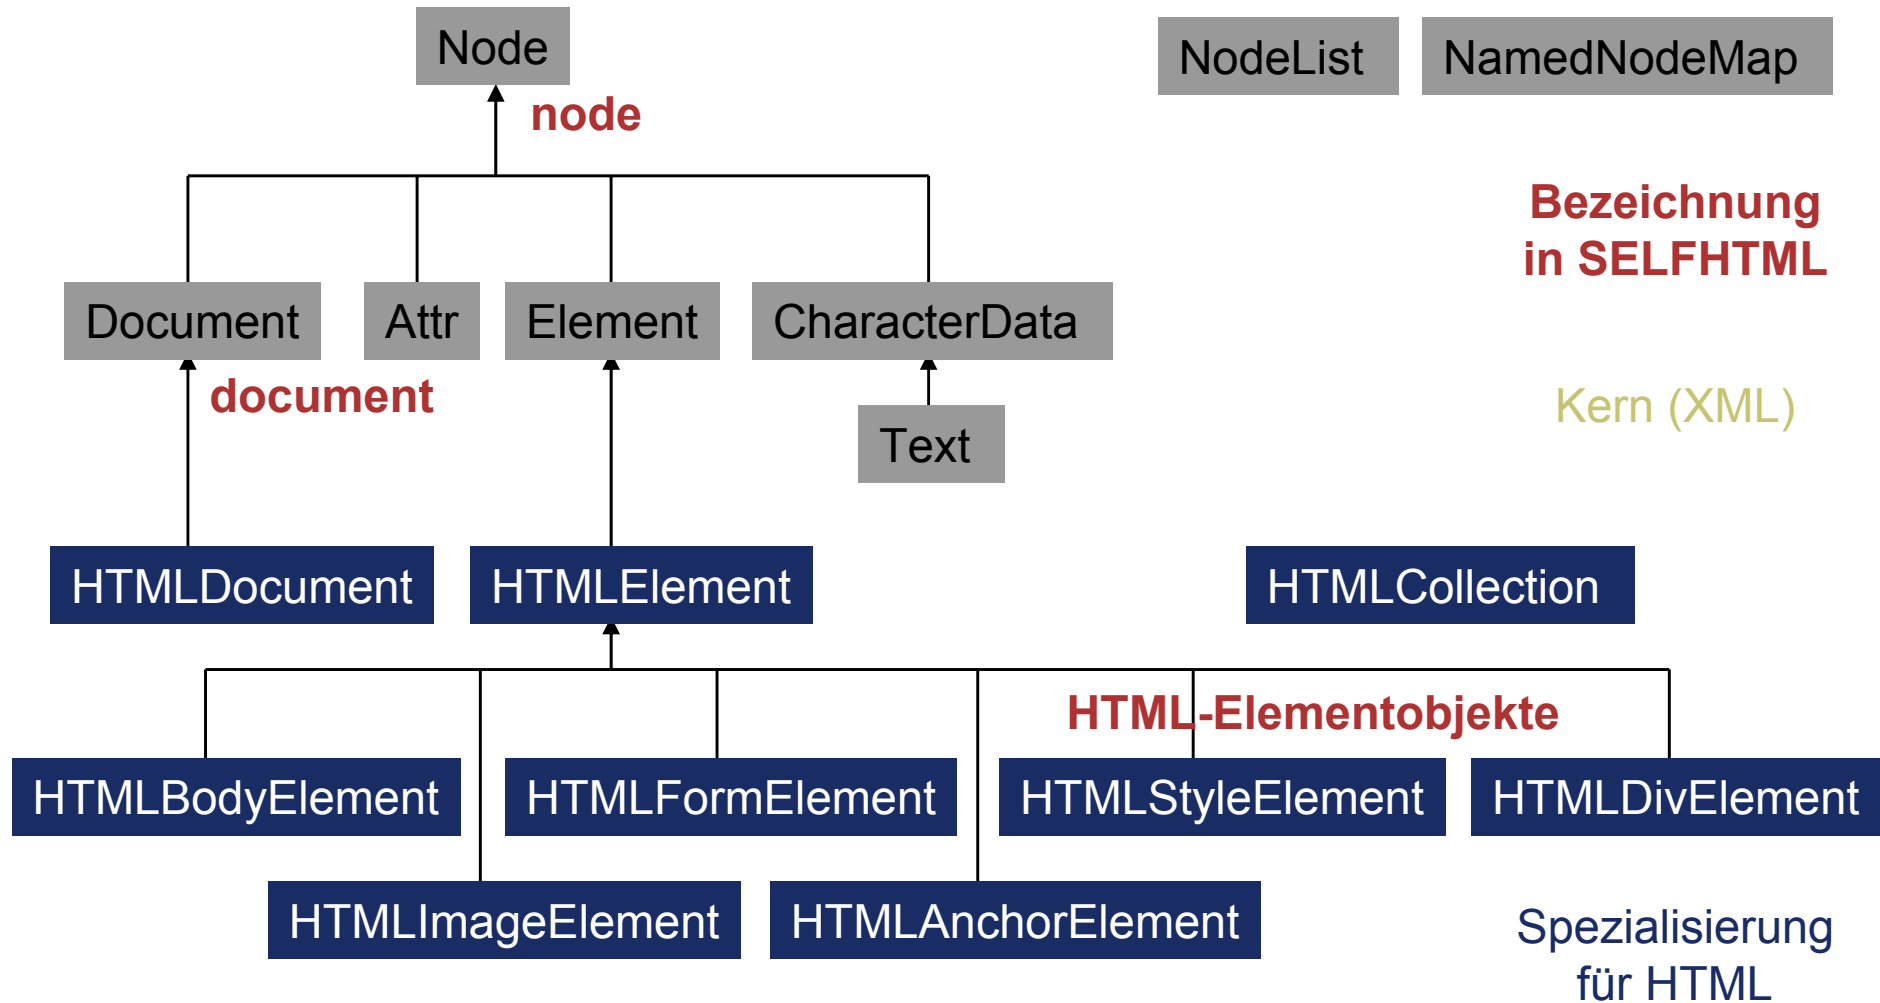 Node
NodeList
NamedNodeMap
node
Bezeichnung
in SELFHTML
Document
Attr
Element
CharacterData
document
Kern (XML)
Text
HTMLDocument
HTMLElement
HTMLCollection
HTML-Elementobjekte
HTMLBodyElement
HTMLFormElement
HTMLStyleElement
HTMLDivElement
HTMLImageElement
HTMLAnchorElement
Spezialisierung
für HTML